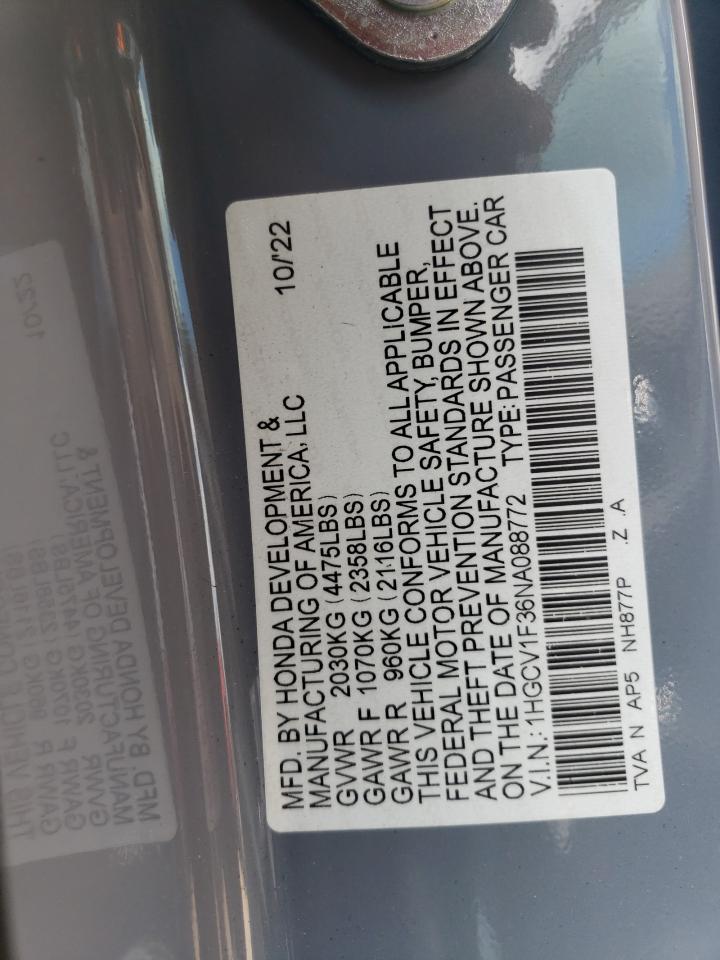 MFD. BY HONDA DEVELOPMENT &
MANUFACTURING OF AMERICA, LLC 10/'22
GVWR 2030KG (4475LBS)
GAWR F 1070KG (2358LBS)
GAWR R 960KG (2116LBS)
THIS VEHICLE CONFORMS TO ALL APPLICABLE
FEDERAL MOTOR VEHICLE SAFETY, BUMPER,
AND THEFT PREVENTION STANDARDS IN EFFECT
ON THE DATE OF MANUFACTURE SHOWN ABOVE.
V.I.N.: 1HGCV1F36NA088772 TYPE: PASSENGER CAR
TVA N AP5 NH877P .Z .A